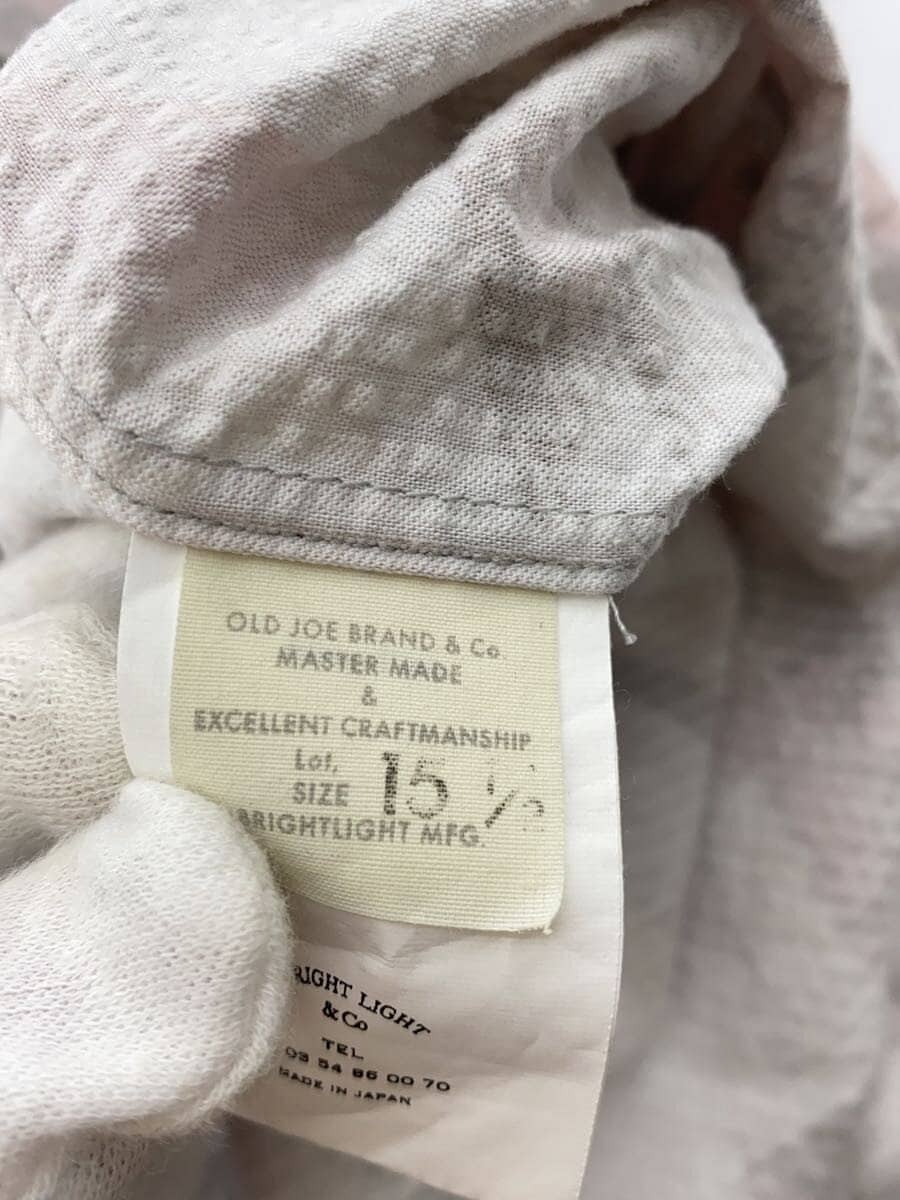 OLD JOE BRAND & Co
MASTER MADE
&
EXCELLENT CRAFTMANSHIP
Lot,
SIZE 15 1/2
BRIGHTLIGHT MFG.
RIGHT LIGHT
& Co
TEL
03 54 86 00 70
MADE IN JAPAN